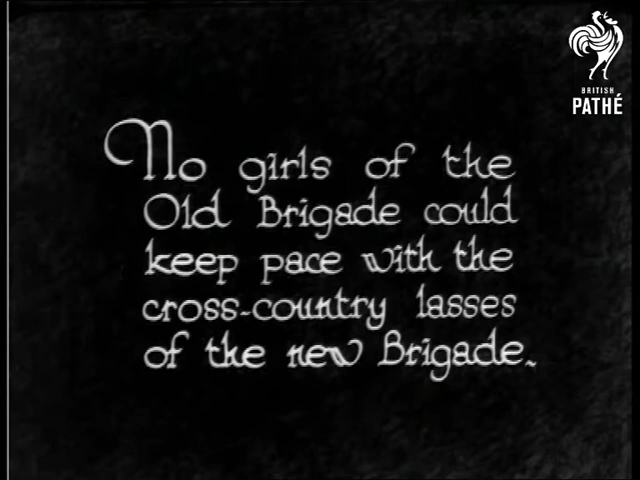 BRITISH
PATHÉ
No girls of the
Old Brigade could
keep pace with the
cross-country lasses
of the new Brigade.